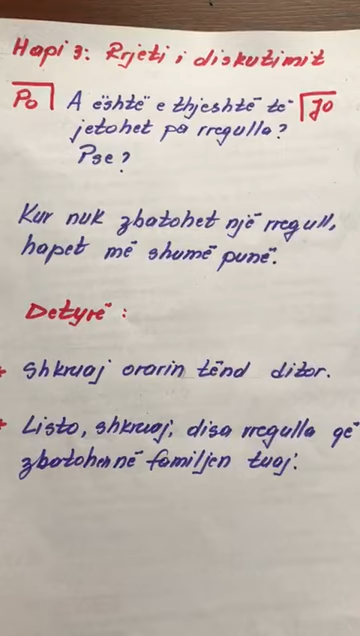 Hapi 3: Rrjeti i diskutimit
Po A është e thjeshtë të Jo
jetohet pa rregulla?
Pse?
Kur nuk zbatohet një rregull,
hapet më shumë punë.
Detyrë:
* Shkruaj orarin tënd ditor.
* Listo, shkruaj, disa rregulla që
zbatohen në familjen tuaj.